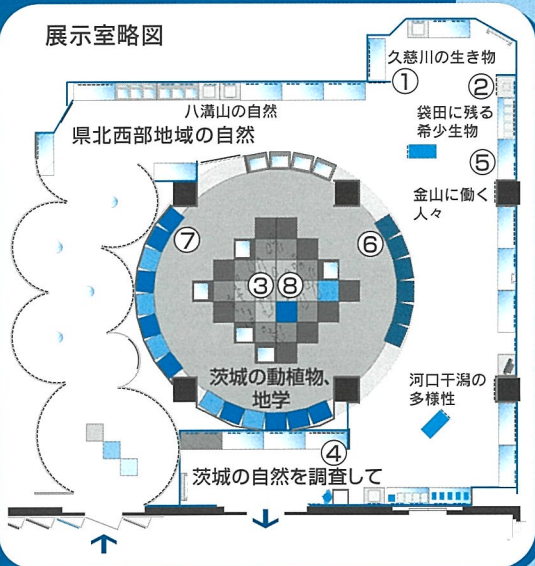 展示室略図
久慈川の生き物
①
②
八溝山の自然
袋田に残る
希少生物
県北西部地域の自然
⑤
金山に働く
人々
⑦
⑥
③
⑧
茨城の動植物、
地学
河口干潟の
多様性
④
茨城の自然を調査して